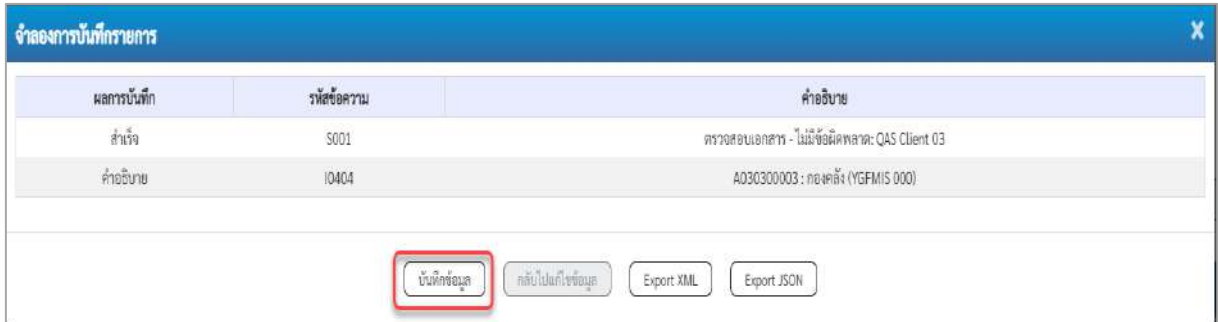 จำลองการบันทึกรายการ X
ผลการบันทึก รหัสข้อความ คำอธิบาย
สำเร็จ S001 ตรวจสอบเอกสาร - ไม่มีข้อผิดพลาด: QAS Client 03
คำอธิบาย I0404 A030300003 : กองคลัง (YGFMIS 000)
บันทึกข้อมูล กลับไปแก้ไขข้อมูล Export XML Export JSON